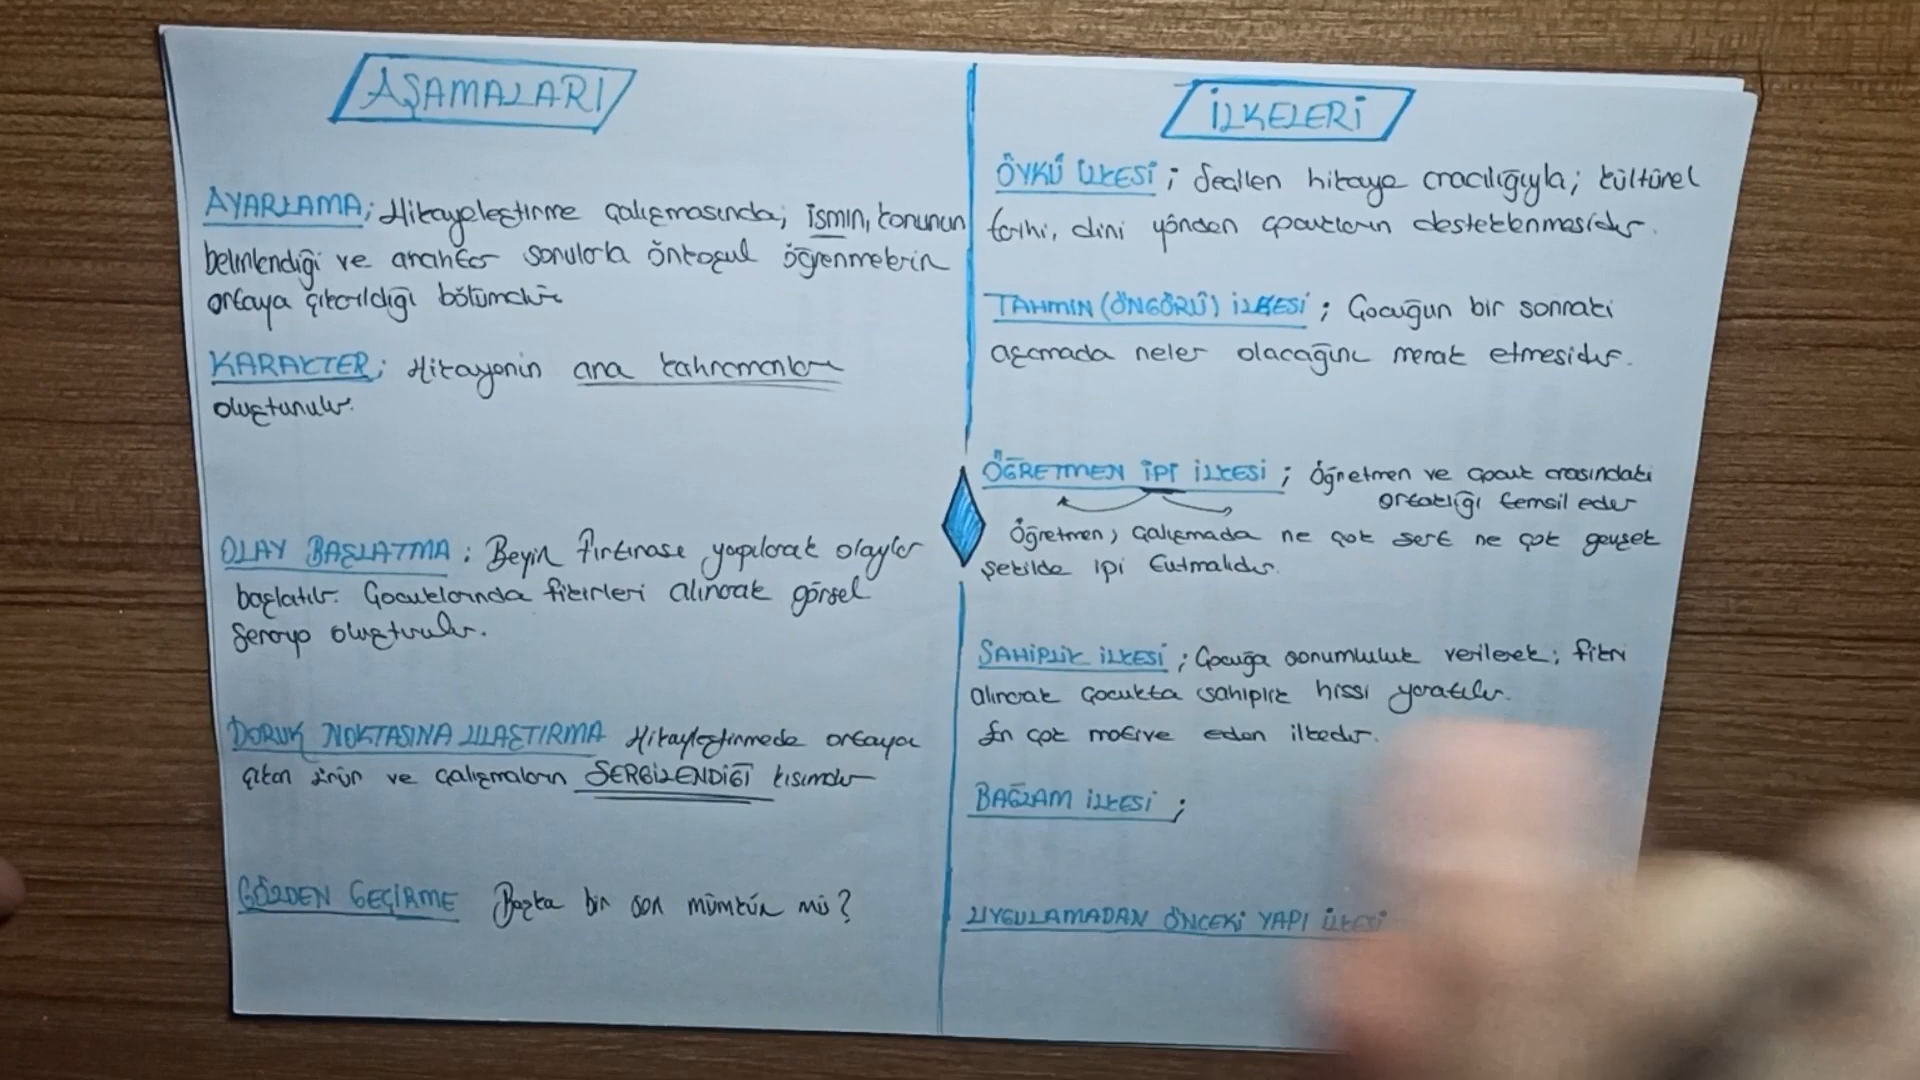 AŞAMALARI
AYARLAMA; Hikayeleştirme çalışmasında; ismin, konunun
belirlendiği ve anahtar sorularla önkoşul öğrenmelerin
ortaya çıkarıldığı bölümdür
KARAKTER; Hikayenin ana kahramanları
oluşturulur.
OLAY BAŞLATMA: Beyin fırtınası yapılarak olaylar
başlatılır. Çocuklarında fikirleri alınarak görsel
oluşturulur.
DORUK NOKTASINA ULAŞTIRMA Hikayleştirmede ortaya
çıkan ürün ve çalışmaların SERGİLENDİĞİ kısımdır
GÖZDEN GEÇİRME Başka bir son mümkün mü?
İLKELERİ
ÖYKÜ İLKESİ; Seçilen hikaye aracılığıyla; kültürel
tarihi, dini yönden çocukların desteklenmesidir.
TAHMİN (ÖNGÖRÜ) İLKESİ; Çocuğun bir sonraki
aşamada neler olacağını merak etmesidir.
ÖĞRETMEN İPİ İLKESİ; Öğretmen ve çocuk arasındaki
ortaklığı temsil eder
Öğretmen, çalışmada ne çok sert ne çok gevşek
şekilde ipi tutmalıdır.
SAHİPLİK İLKESİ; Çocuğa sorumluluk verilerek; fikri
alınarak çocukta sahiplik hissi yaratılır.
En çok motive eden ilkedir.
BAĞLAM İLKESİ;
UYGULAMADAN ÖNCEKİ YAPI İLKESİ